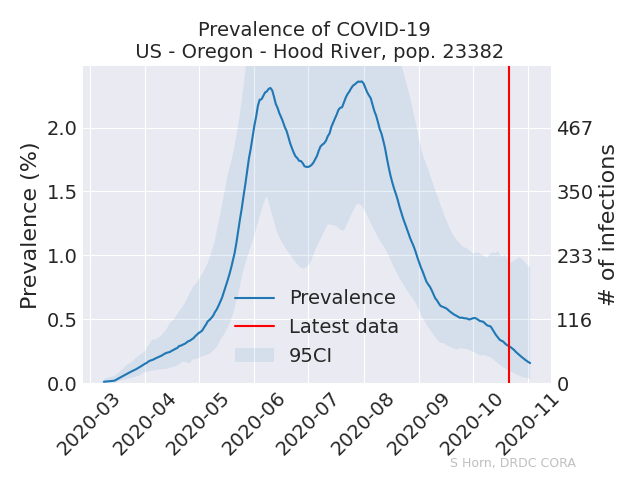 Prevalence of COVID-19
US - Oregon - Hood River, pop. 23382
Prevalence (%)
2.0
1.5
1.0
0.5
0.0
467
350
233
116
0
# of infections
Prevalence
Latest data
95CI
2020-03
2020-04
2020-05
2020-06
2020-07
2020-08
2020-09
2020-10
2020-11
S Horn, DRDC CORA